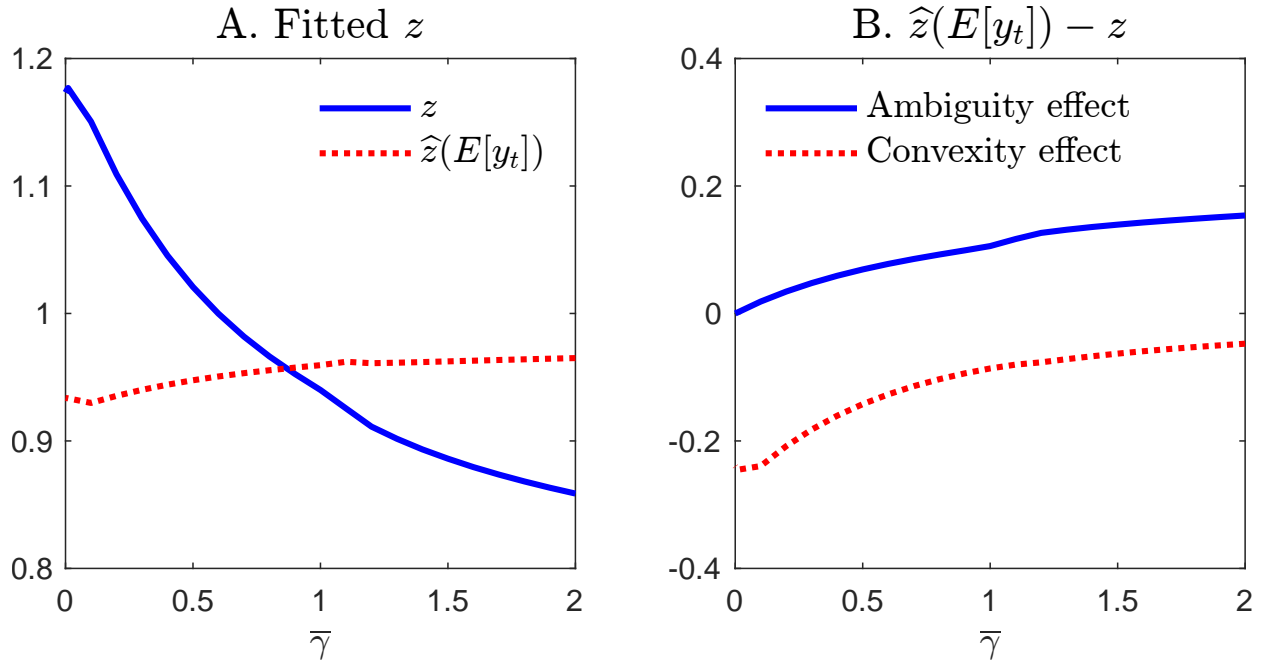 A. Fitted z
1.2
1.1
1
0.9
0.8
0
0.5
1
1.5
2
γ̅
z
ẑ(E[y_t])
B. ẑ(E[y_t]) − z
0.4
0.2
0
-0.2
-0.4
0
0.5
1
1.5
2
γ̅
Ambiguity effect
Convexity effect